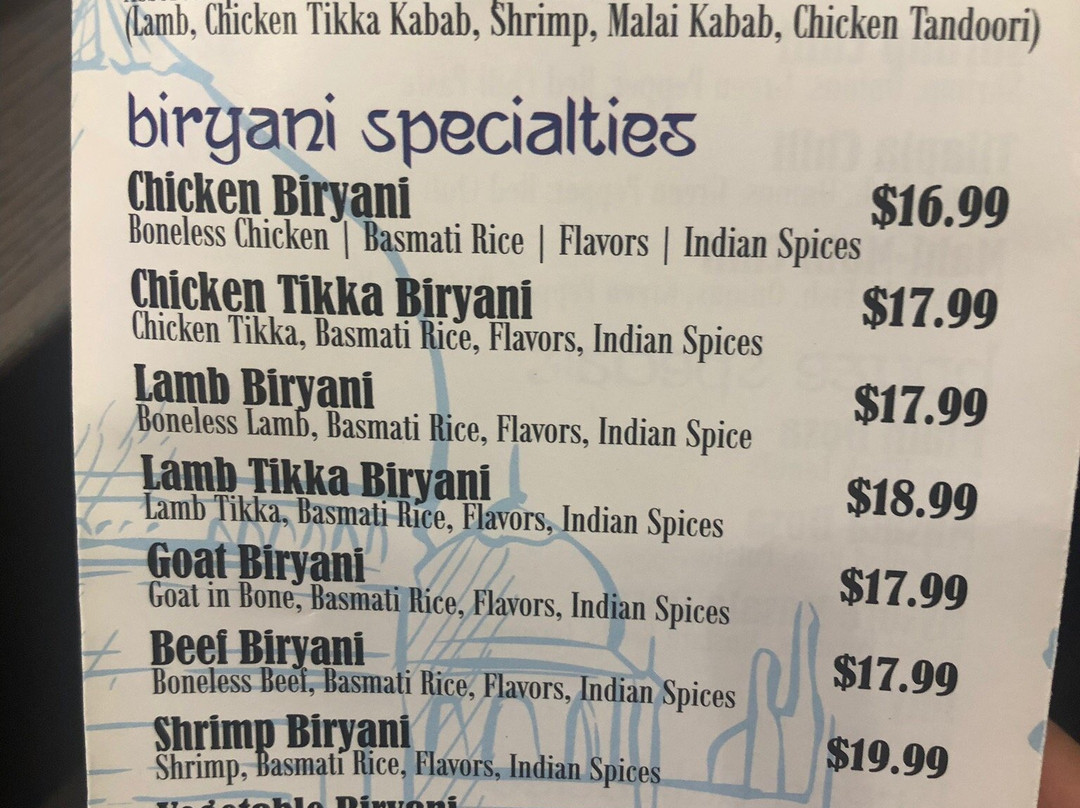 (Lamb, Chicken Tikka Kabab, Shrimp, Malai Kabab, Chicken Tandoori)
biryani specialties
Chicken Biryani $16.99
Boneless Chicken | Basmati Rice | Flavors | Indian Spices
Chicken Tikka Biryani $17.99
Chicken Tikka, Basmati Rice, Flavors, Indian Spices
Lamb Biryani $17.99
Boneless Lamb, Basmati Rice, Flavors, Indian Spice
Lamb Tikka Biryani $18.99
Lamb Tikka, Basmati Rice, Flavors, Indian Spices
Goat Biryani $17.99
Goat in Bone, Basmati Rice, Flavors, Indian Spices
Beef Biryani $17.99
Boneless Beef, Basmati Rice, Flavors, Indian Spices
Shrimp Biryani $19.99
Shrimp, Basmati Rice, Flavors, Indian Spices
Vegetable Biryani